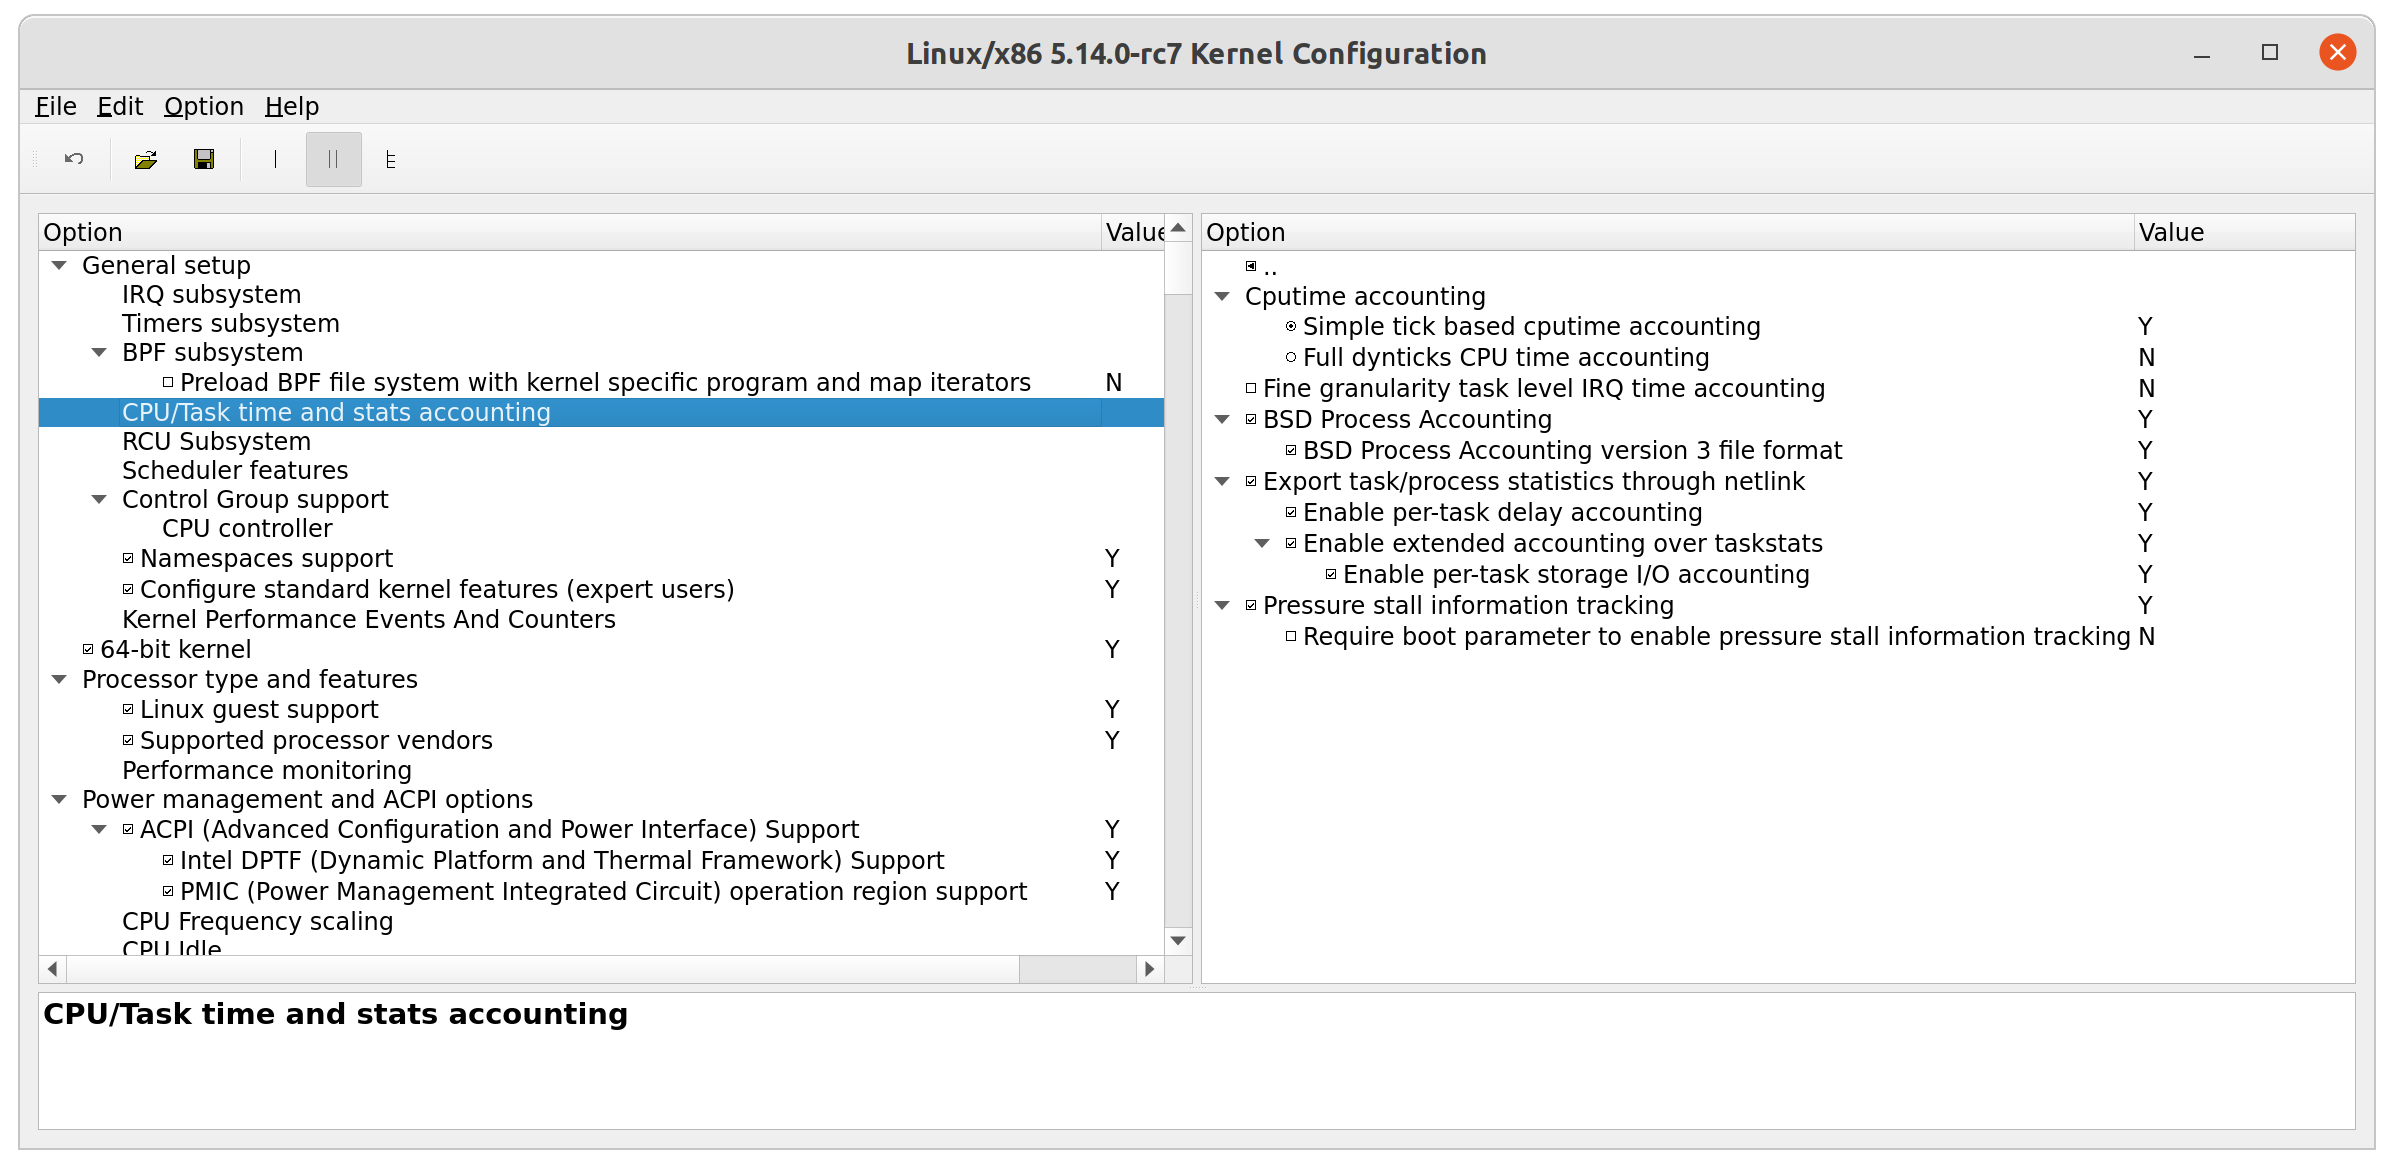 Linux/x86 5.14.0-rc7 Kernel Configuration
File Edit Option Help
Option Value
General setup
IRQ subsystem
Timers subsystem
BPF subsystem
Preload BPF file system with kernel specific program and map iterators N
CPU/Task time and stats accounting
RCU Subsystem
Scheduler features
Control Group support
CPU controller
Namespaces support Y
Configure standard kernel features (expert users) Y
Kernel Performance Events And Counters
64-bit kernel Y
Processor type and features
Linux guest support Y
Supported processor vendors Y
Performance monitoring
Power management and ACPI options
ACPI (Advanced Configuration and Power Interface) Support Y
Intel DPTF (Dynamic Platform and Thermal Framework) Support Y
PMIC (Power Management Integrated Circuit) operation region support Y
CPU Frequency scaling
CPU Idle
Option Value
..
Cputime accounting
Simple tick based cputime accounting Y
Full dynticks CPU time accounting N
Fine granularity task level IRQ time accounting N
BSD Process Accounting Y
BSD Process Accounting version 3 file format Y
Export task/process statistics through netlink Y
Enable per-task delay accounting Y
Enable extended accounting over taskstats Y
Enable per-task storage I/O accounting Y
Pressure stall information tracking Y
Require boot parameter to enable pressure stall information tracking N
CPU/Task time and stats accounting